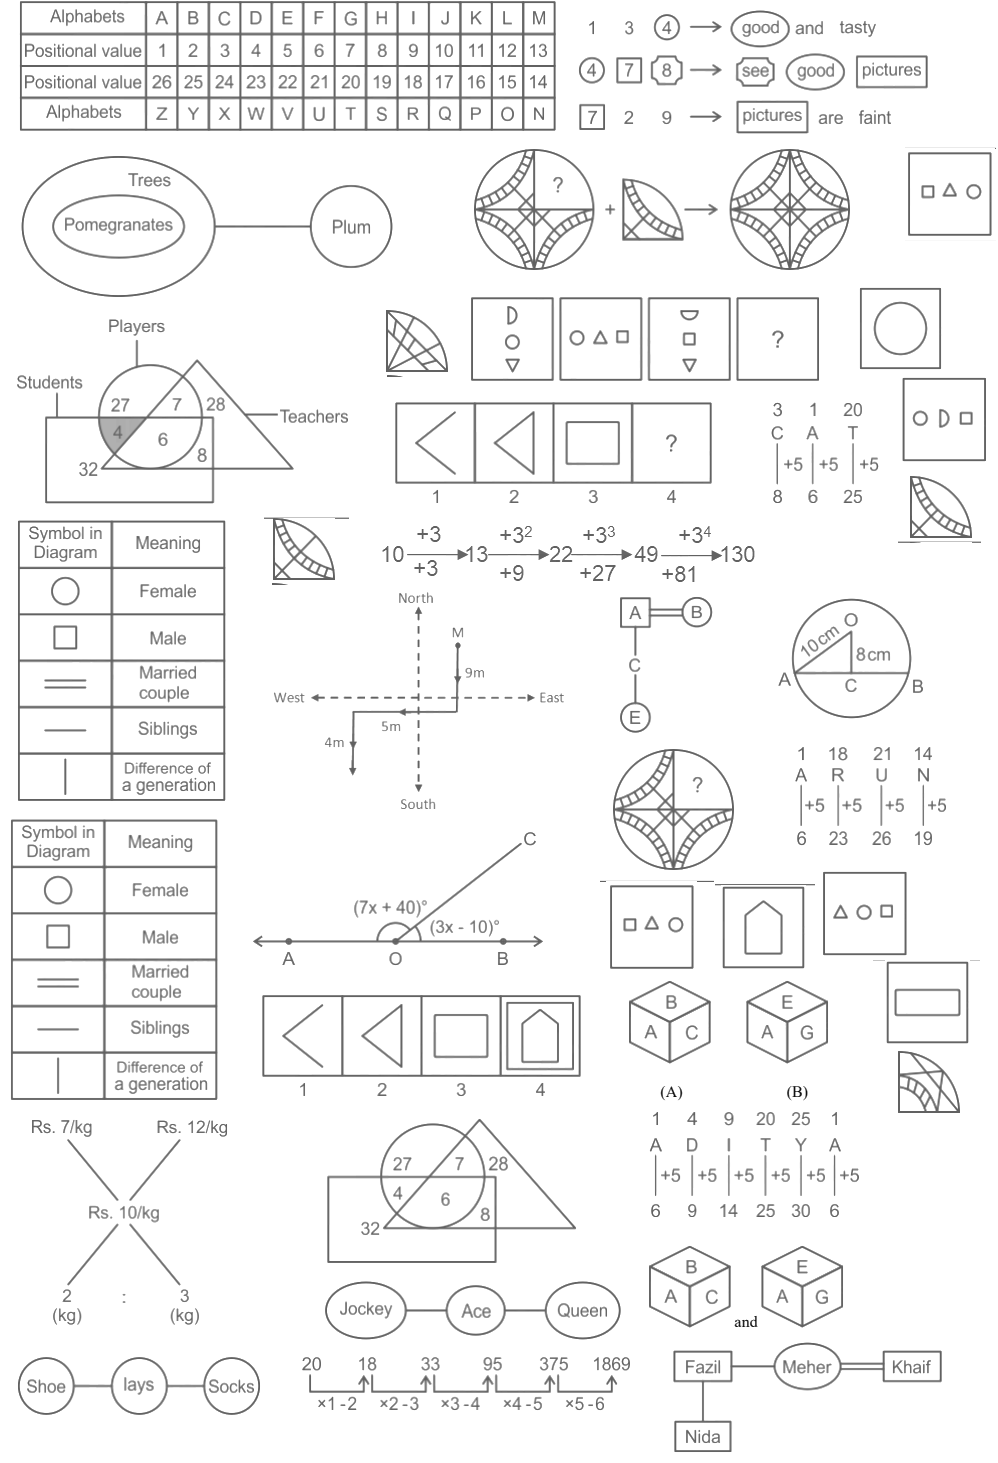 Alphabets A B C D E F G H I J K L M
Positional value 1 2 3 4 5 6 7 8 9 10 11 12 13
Positional value 26 25 24 23 22 21 20 19 18 17 16 15 14
Alphabets Z Y X W V U T S R Q P O N
1 3 4 good and tasty
4 7 8 see good pictures
7 2 9 pictures are faint
Trees
Pomegranates
Plum
?
+
Players
Students
Teachers
27 7 28
4 6
32 8
?
?
1 2 3 4
3 1 20
C A T
+5 +5 +5
8 6 25
Symbol in Diagram Meaning
Female
Male
Married couple
Siblings
Difference of a generation
+3 +3² +3³ +3⁴
10 13 22 49 130
+3 +9 +27 +81
North
M
9m
West East
5m
4m
South
A B
C
E
O
10cm
8cm
A C B
?
1 18 21 14
A R U N
+5 +5 +5 +5
6 23 26 19
Symbol in Diagram Meaning
Female
Male
Married couple
Siblings
Difference of a generation
C
(7x + 40)°
(3x - 10)°
A O B
1 2 3 4
B
A C
E
A G
(A) (B)
Rs. 7/kg Rs. 12/kg
Rs. 10/kg
2 : 3
(kg) (kg)
27 7 28
4 6
32 8
1 4 9 20 25 1
A D I T Y A
+5 +5 +5 +5 +5 +5
6 9 14 25 30 6
B
A C
and
E
A G
Jockey Ace Queen
Shoe lays Socks
20 18 33 95 375 1869
×1-2 ×2-3 ×3-4 ×4-5 ×5-6
Fazil Meher Khaif
Nida